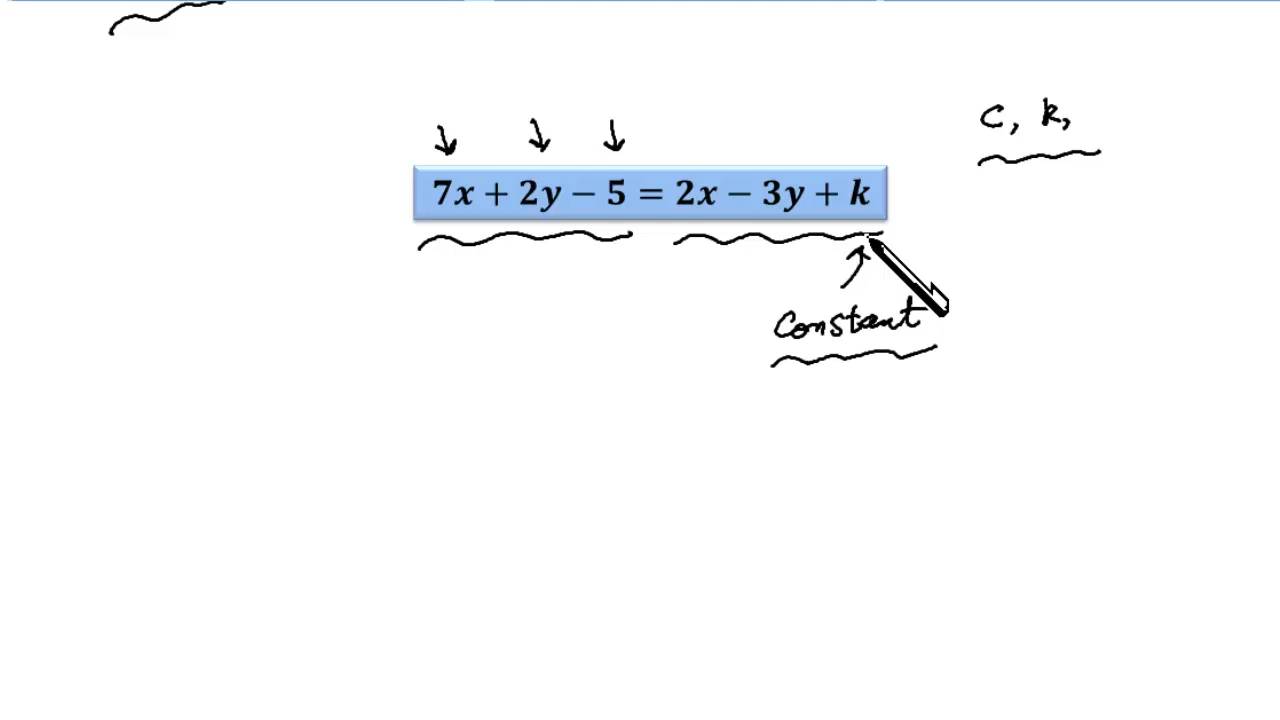 c, k,
7x + 2y − 5 = 2x − 3y + k
Constant